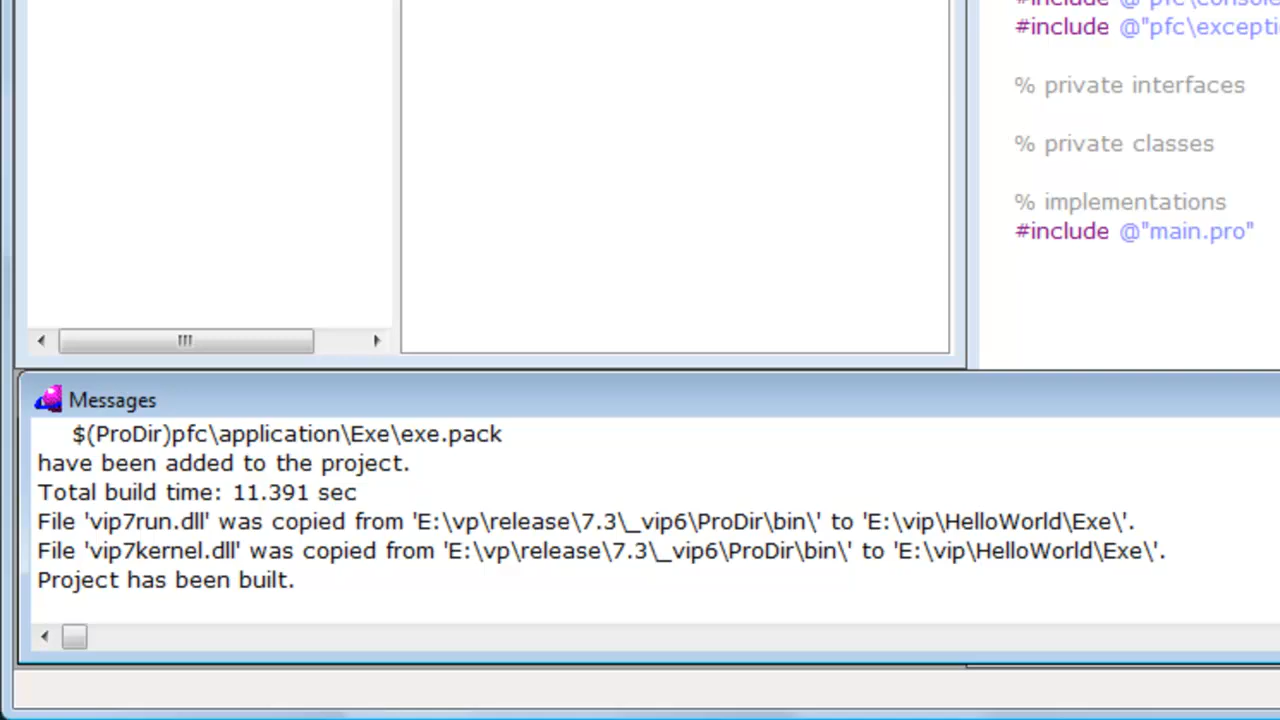 #include @"pfc\consol
#include @"pfc\excepti
% private interfaces
% private classes
% implementations
#include @"main.pro"
Messages
$(ProDir)pfc\application\Exe\exe.pack
have been added to the project.
Total build time: 11.391 sec
File 'vip7run.dll' was copied from 'E:\vp\release\7.3\_vip6\ProDir\bin\' to 'E:\vip\HelloWorld\Exe\'.
File 'vip7kernel.dll' was copied from 'E:\vp\release\7.3\_vip6\ProDir\bin\' to 'E:\vip\HelloWorld\Exe\'.
Project has been built.